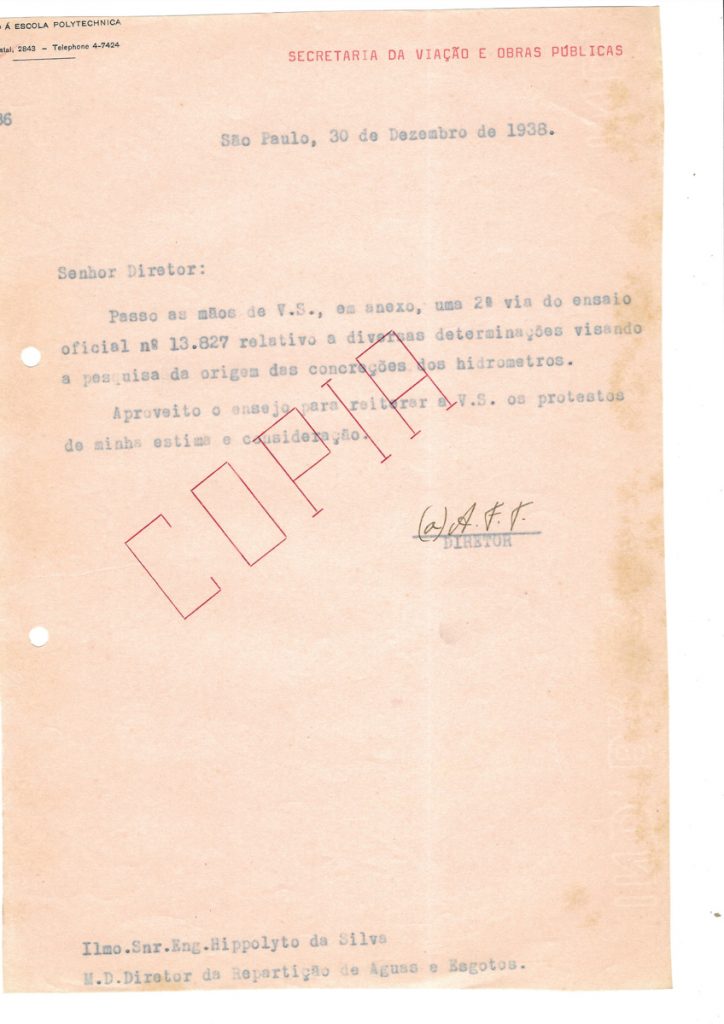 Á ESCOLA POLYTECHNICA
2843 — Telephone 4-7424
SECRETARIA DA VIAÇÃO E OBRAS PÚBLICAS
36
São Paulo, 30 de Dezembro de 1938.
Senhor Diretor:
Passo as mãos de V.S., em anexo, uma 2ª via do ensaio
oficial nº 13.827 relativo a diversas determinações visando
a pesquisa da origem das concreções dos hidrometros.
Aproveito o ensejo para reiterar a V.S. os protestos
de minha estima e consideração.
COPIA
(a) A. F. T.
DIRETOR
Ilmo.Snr.Eng.Hippolyto da Silva
M.D.Diretor da Repartição de Aguas e Esgotos.